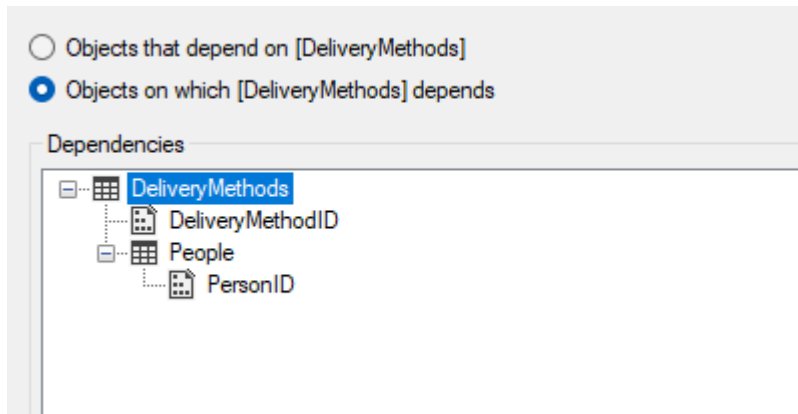 Objects that depend on [DeliveryMethods]
Objects on which [DeliveryMethods] depends
Dependencies
DeliveryMethods
DeliveryMethodID
People
PersonID